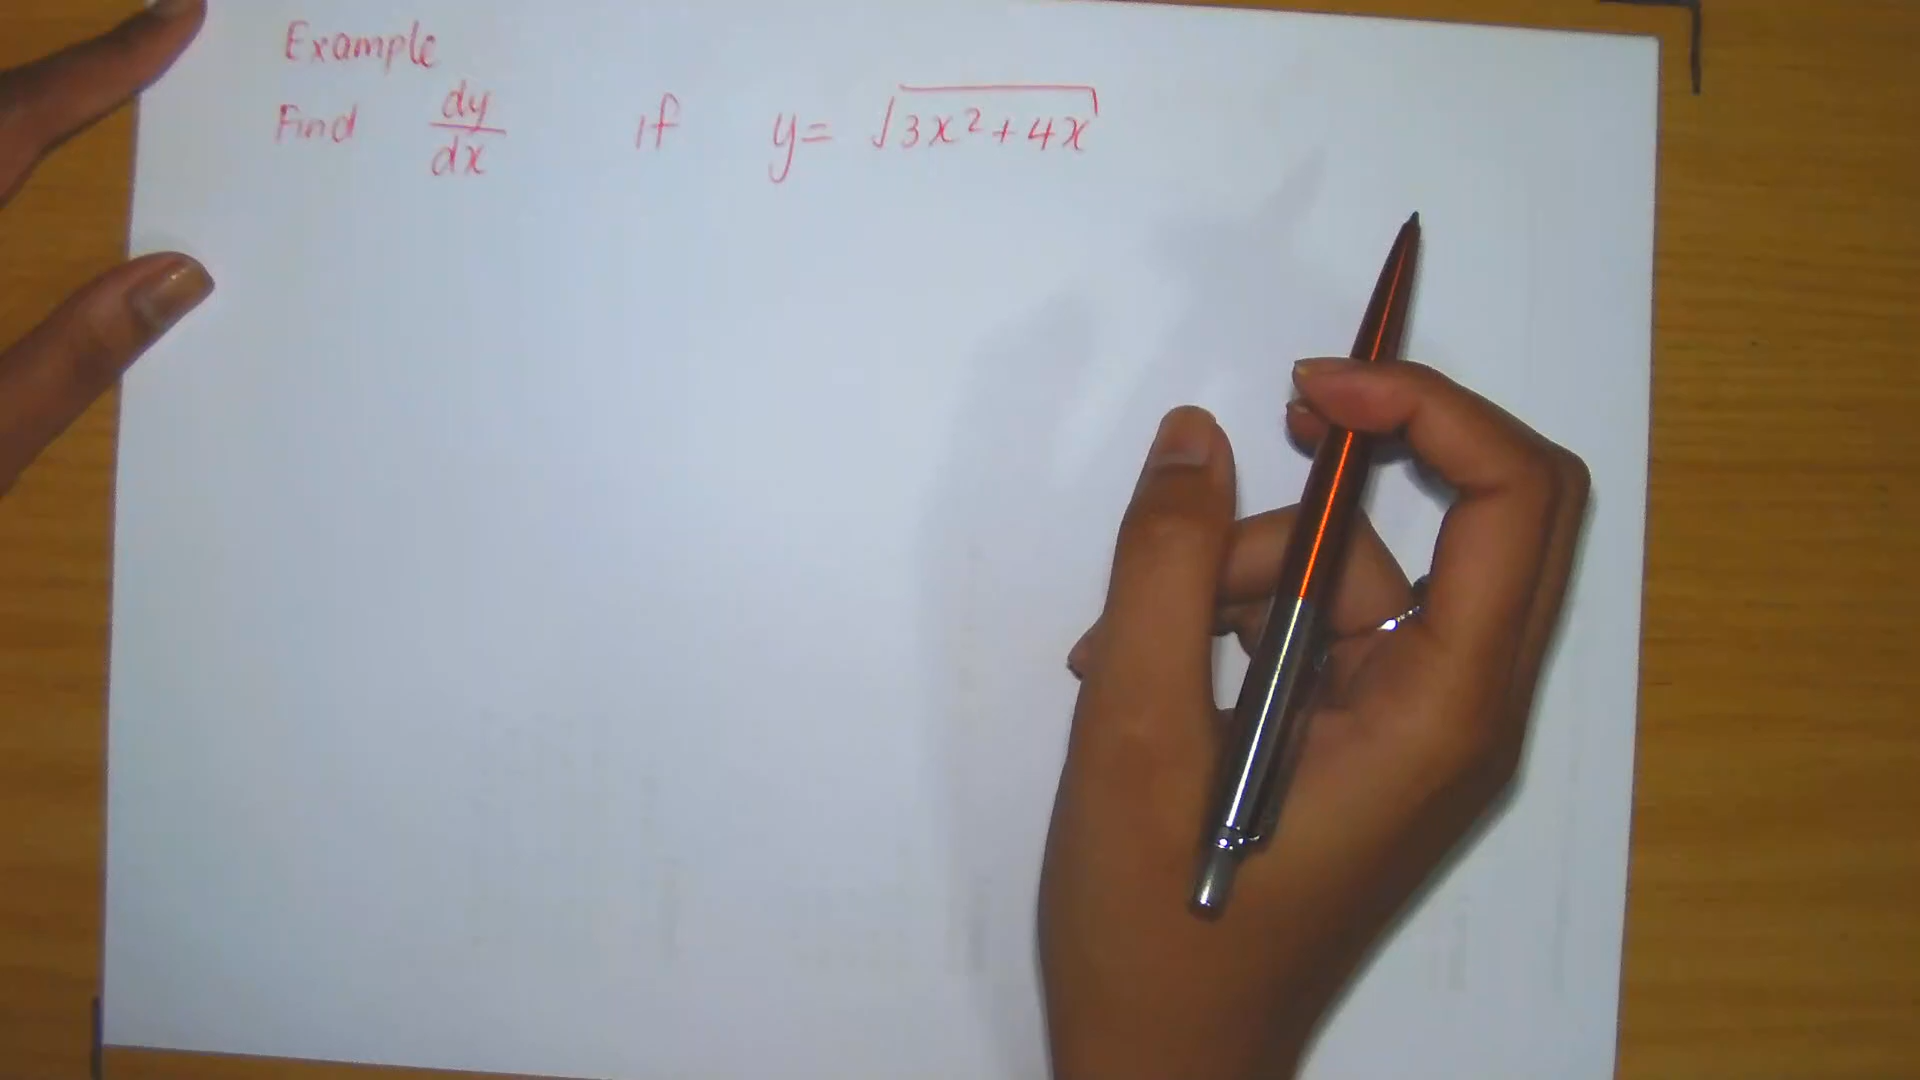 Example
Find dy/dx if y = √3x²+4x